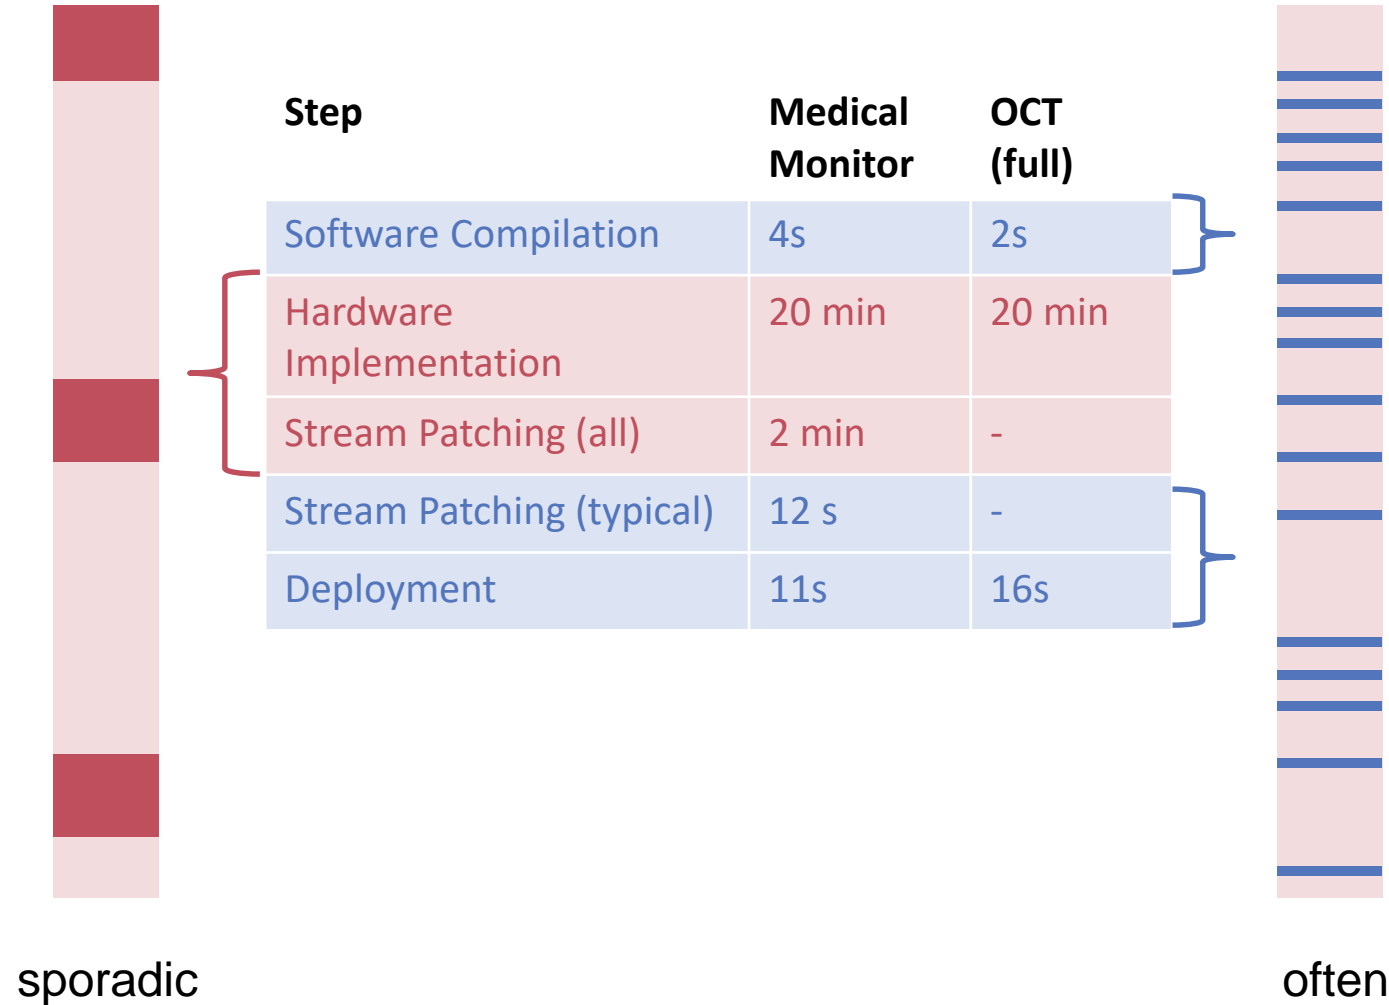 Step Medical Monitor OCT (full)
Software Compilation 4s 2s
Hardware Implementation 20 min 20 min
Stream Patching (all) 2 min -
Stream Patching (typical) 12 s -
Deployment 11s 16s
sporadic often